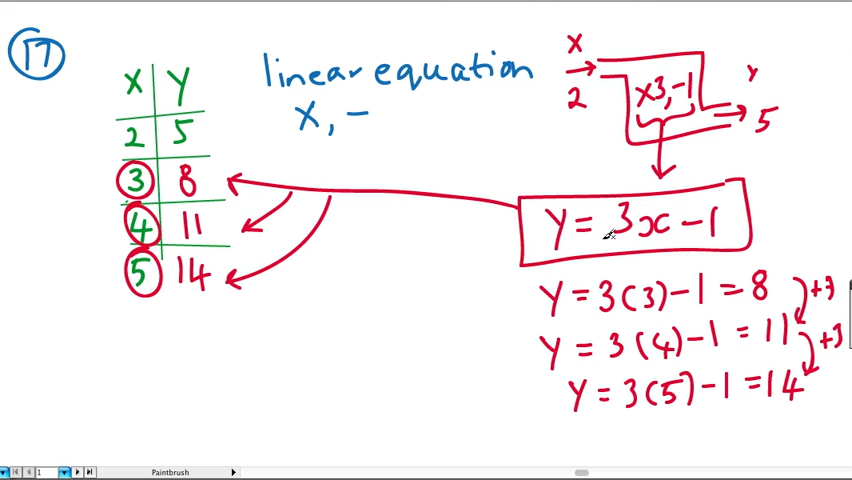 17
linear equation
x, -
X Y
2 5
3 8
4 11
5 14
X
2
x3, -1
Y
5
Y = 3x - 1
Y = 3(3) - 1 = 8
+3
Y = 3(4) - 1 = 11
+3
Y = 3(5) - 1 = 14
1
Paintbrush